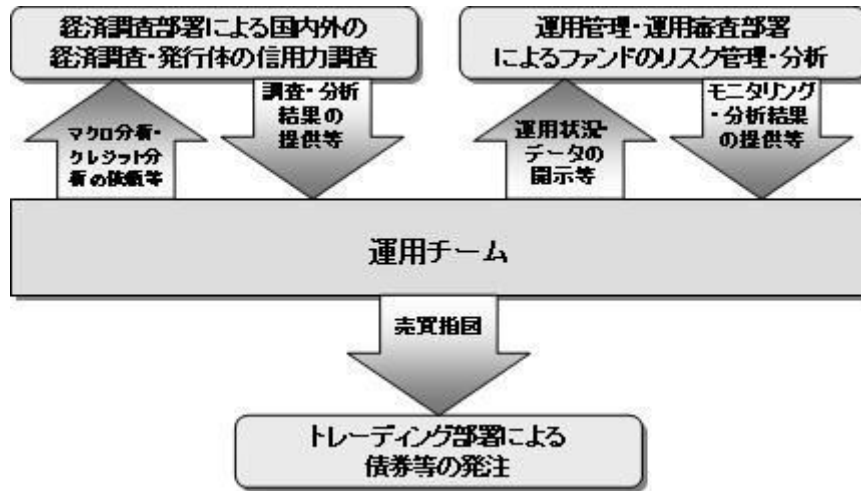 経済調査部署による国内外の
経済調査・発行体の信用力調査
運用管理・運用審査部署
によるファンドのリスク管理・分析
マクロ分析・
クレジット分
析の依頼等
調査・分析
結果の
提供等
運用状況・
データの
開示等
モニタリング
・分析結果
の提供等
運用チーム
売買指図
トレーディング部署による
債券等の発注